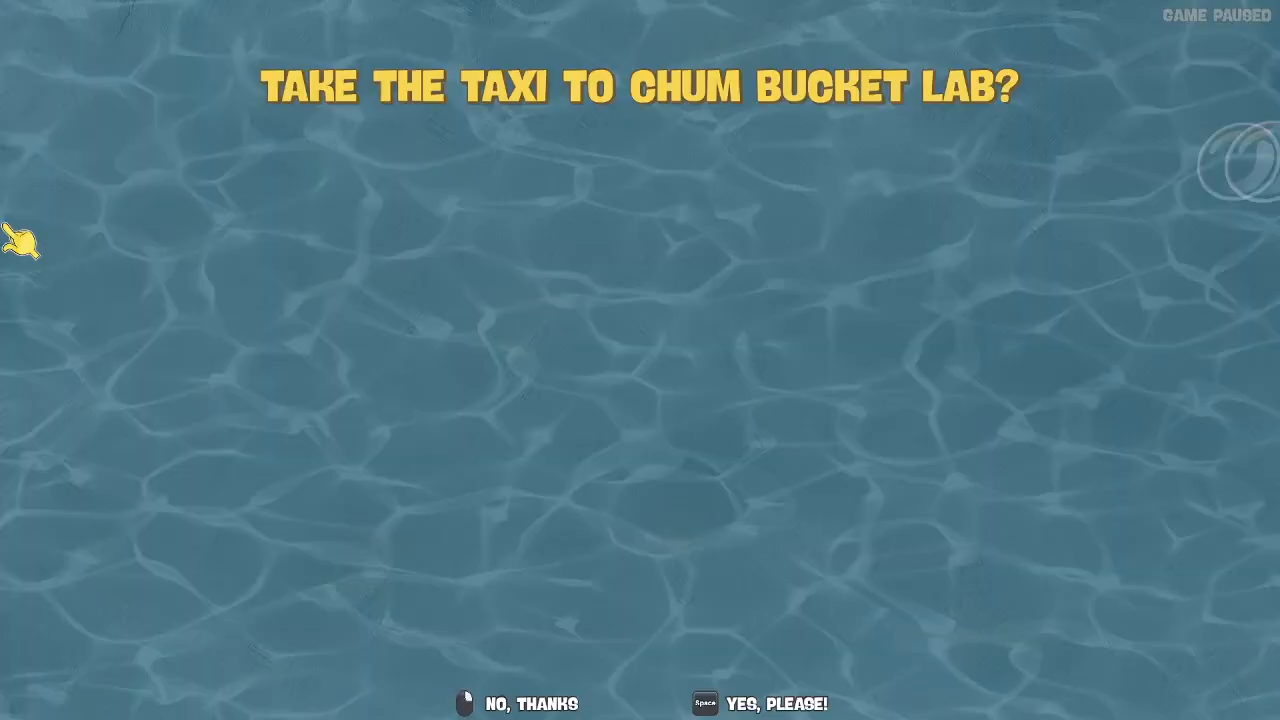 GAME PAUSED
TAKE THE TAXI TO CHUM BUCKET LAB?
NO, THANKS
Space YES, PLEASE!